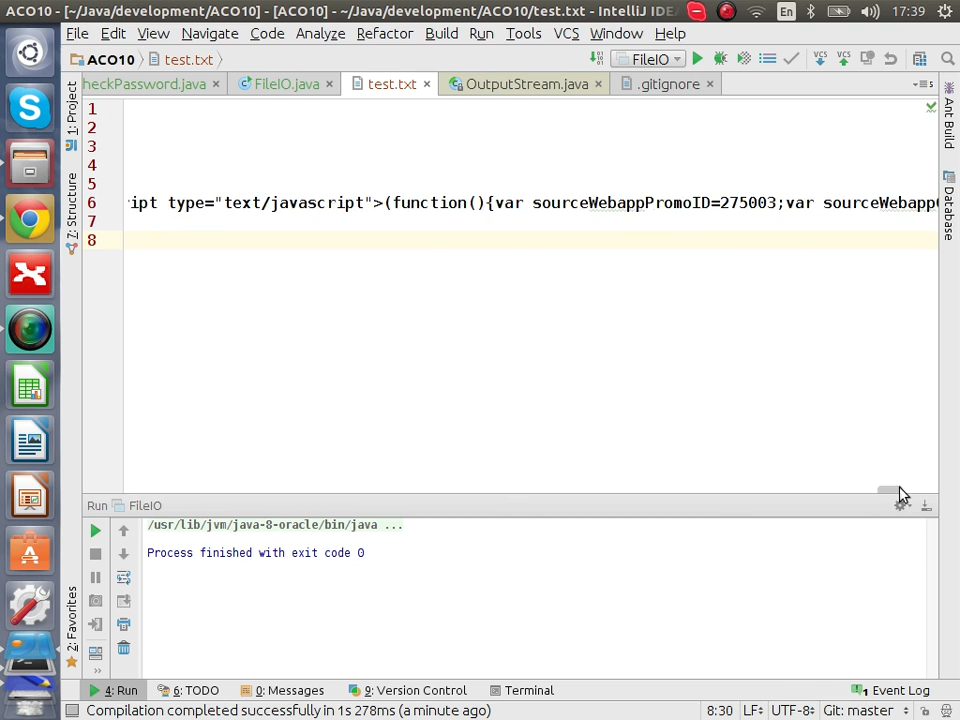 ACO10 - [~/Java/development/ACO10] - [ACO10] - ~/Java/development/ACO10/test.txt - IntelliJ IDEA
En 17:39
File Edit View Navigate Code Analyze Refactor Build Run Tools VCS Window Help
ACO10 test.txt FileIO VCS VCS
heckPassword.java FileIO.java test.txt OutputStream.java .gitignore
1: Project
7: Structure
2: Favorites
Ant Build
Database
1
2
3
4
5
6 ript type="text/javascript">(function(){var sourceWebappPromoID=275003;var sourceWebapp
7
8
Run FileIO
/usr/lib/jvm/java-8-oracle/bin/java ...
Process finished with exit code 0
4: Run 6: TODO 0: Messages 9: Version Control Terminal 1 Event Log
Compilation completed successfully in 1s 278ms (a minute ago) 8:30 LF UTF-8 Git: master